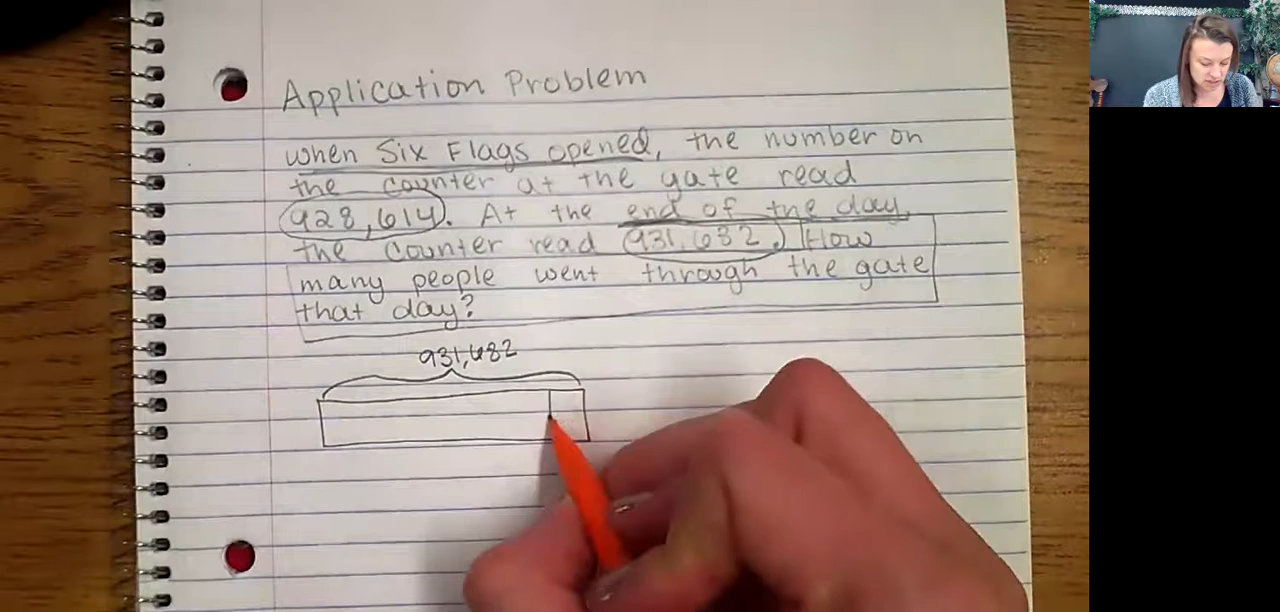 Application Problem
when Six Flags opened, the number on
the counter at the gate read
928,614. At the end of the day
the counter read 931,682. How
many people went through the gate
that day?
931,682